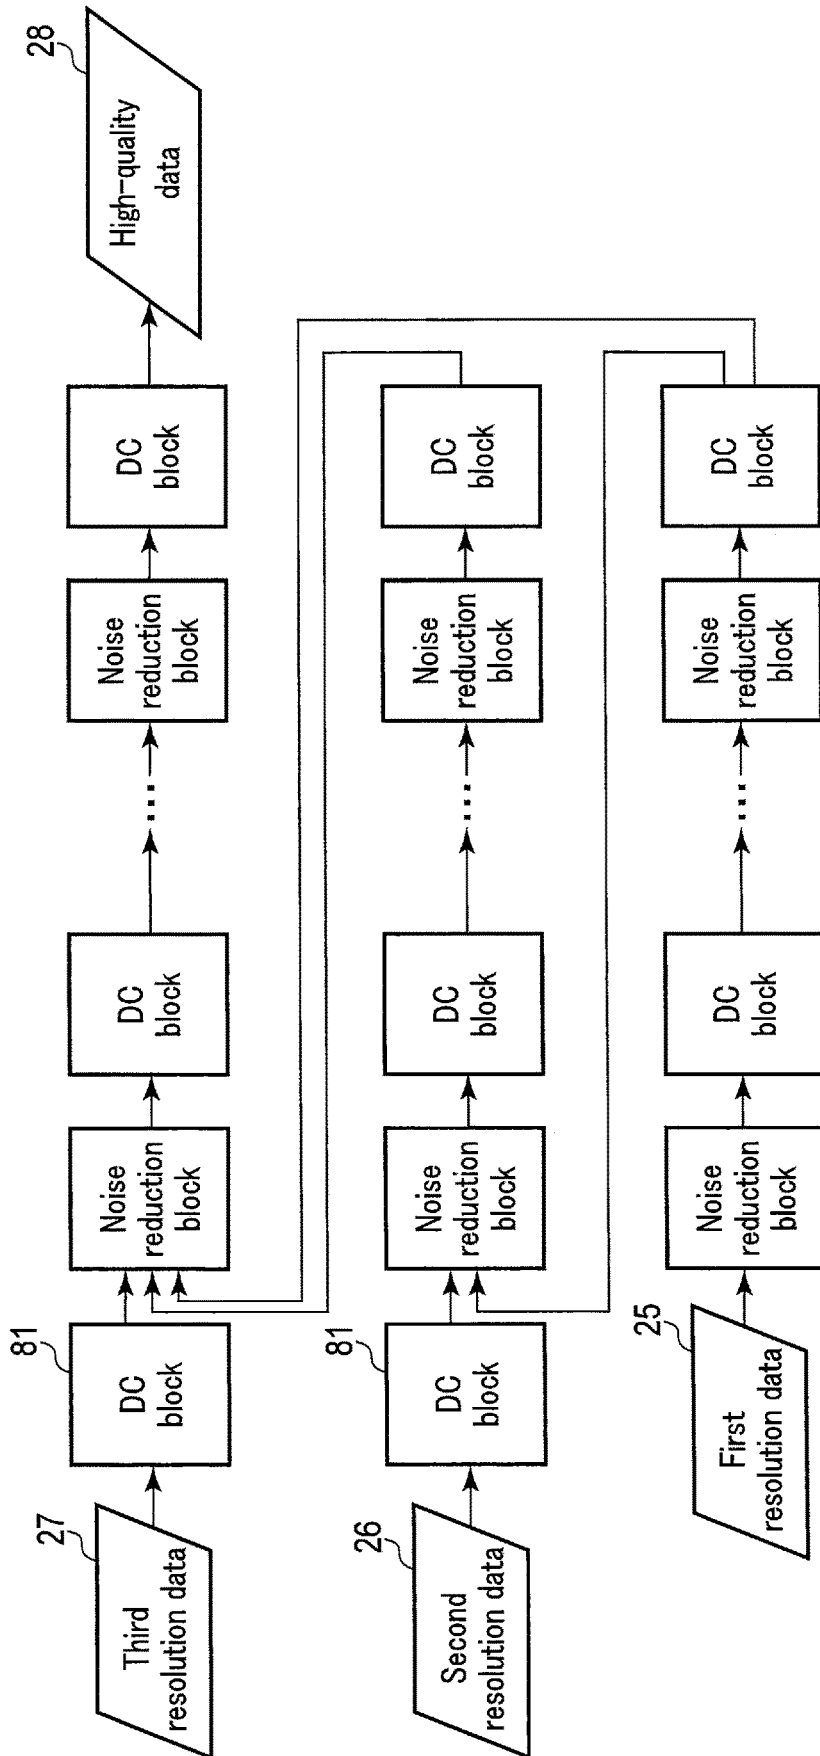 27
Third
resolution data
81
DC
block
Noise
reduction
block
DC
block
...
Noise
reduction
block
DC
block
28
High-quality
data
26
Second
resolution data
81
DC
block
Noise
reduction
block
DC
block
...
Noise
reduction
block
DC
block
25
First
resolution data
Noise
reduction
block
DC
block
...
Noise
reduction
block
DC
block